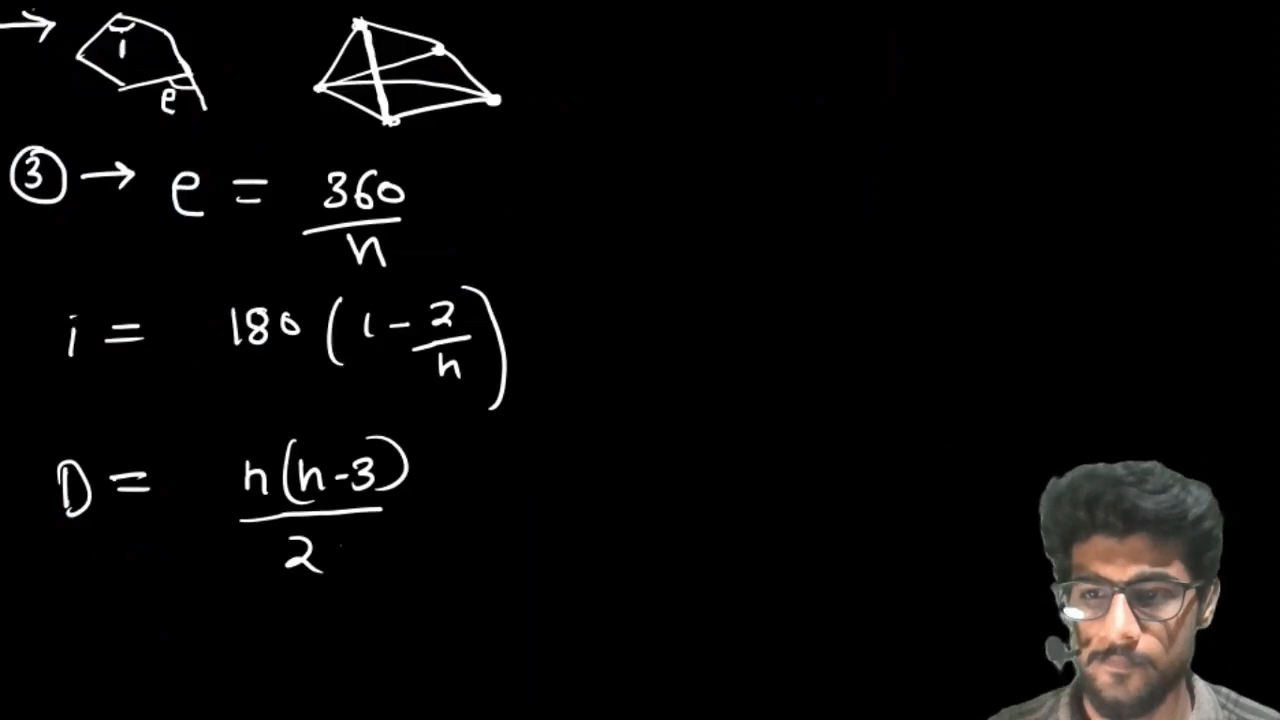 i
e
③ → e = 360/n
i = 180 (1 - 2/n)
D = n(n-3)/2